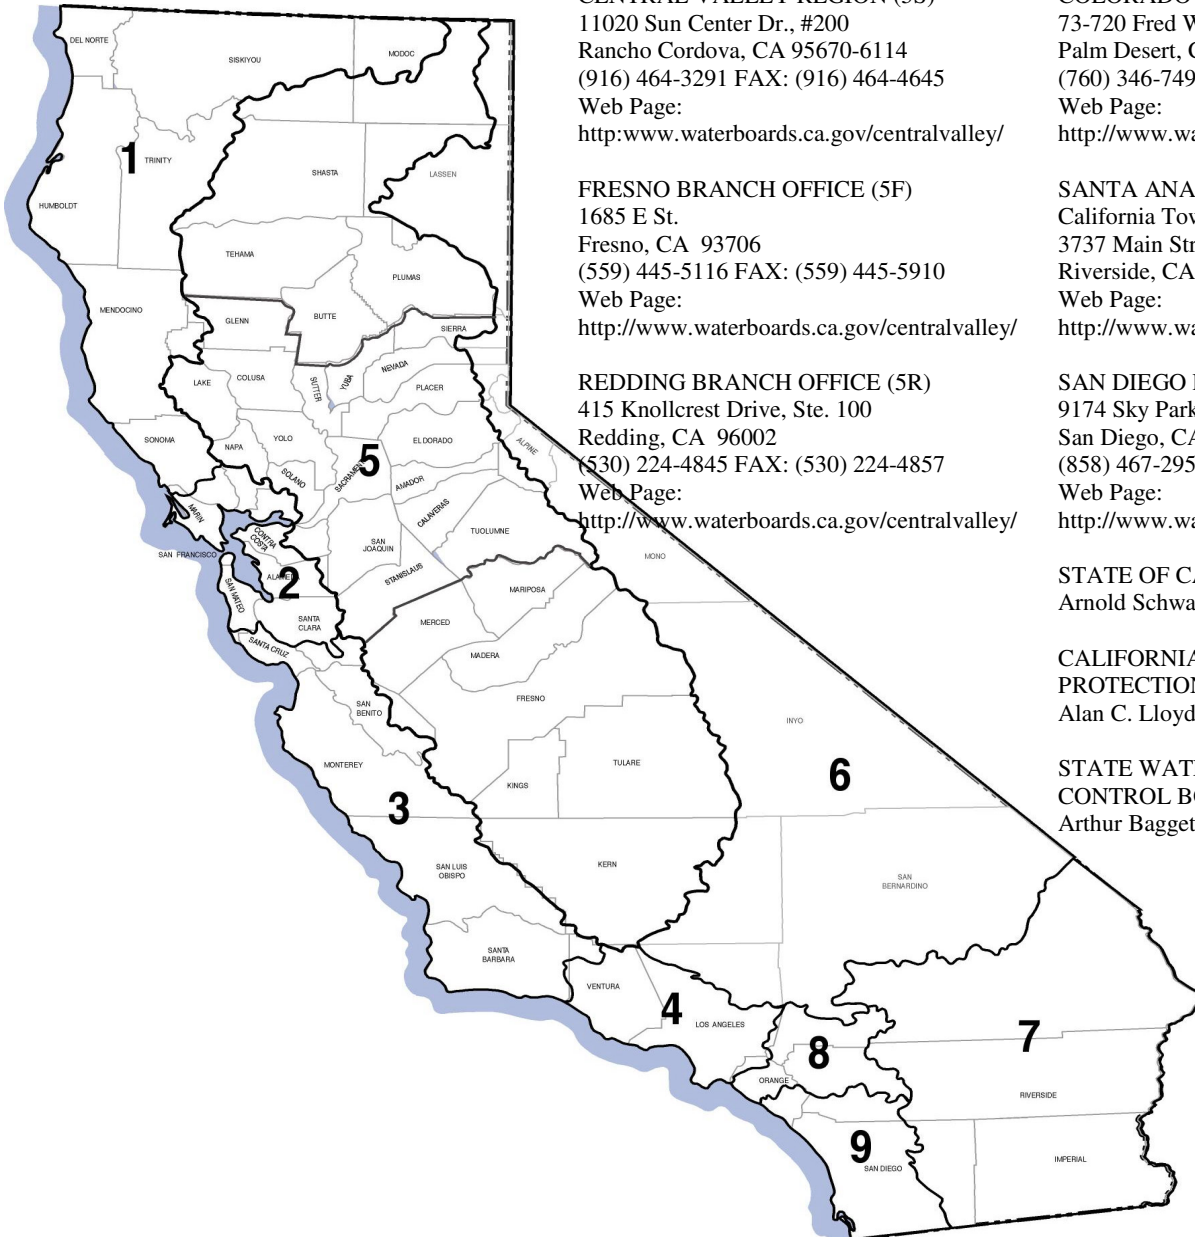 CENTRAL VALLEY REGION (5S)
11020 Sun Center Dr., #200
Rancho Cordova, CA 95670-6114
(916) 464-3291 FAX: (916) 464-4645
Web Page:
http:www.waterboards.ca.gov/centralvalley/
FRESNO BRANCH OFFICE (5F)
1685 E St.
Fresno, CA 93706
(559) 445-5116 FAX: (559) 445-5910
Web Page:
http://www.waterboards.ca.gov/centralvalley/
REDDING BRANCH OFFICE (5R)
415 Knollcrest Drive, Ste. 100
Redding, CA 96002
(530) 224-4845 FAX: (530) 224-4857
Web Page:
http://www.waterboards.ca.gov/centralvalley/
COLORADO
73-720 Fred W
Palm Desert, C
(760) 346-749
Web Page:
http://www.wa
SANTA ANA
California Tow
3737 Main Str
Riverside, CA
Web Page:
http://www.wa
SAN DIEGO
9174 Sky Park
San Diego, CA
(858) 467-295
Web Page:
http://www.wa
STATE OF CA
Arnold Schwa
CALIFORNIA
PROTECTION
Alan C. Lloyd
STATE WAT
CONTROL BO
Arthur Bagget
DEL NORTE
SISKIYOU
MODOC
1
TRINITY
SHASTA
LASSEN
HUMBOLDT
TEHAMA
PLUMAS
MENDOCINO
GLENN
BUTTE
SIERRA
LAKE
COLUSA
SUTTER
YUBA
NEVADA
PLACER
SONOMA
NAPA
YOLO
SOLANO
SACRAMENTO
5
EL DORADO
ALPINE
AMADOR
CALAVERAS
TUOLUMNE
MARIN
CONTRA
COSTA
SAN
JOAQUIN
SAN FRANCISCO
ALAMEDA
2
STANISLAUS
MONO
SAN MATEO
SANTA
CLARA
MERCED
MARIPOSA
SANTA CRUZ
MADERA
SAN
BENITO
FRESNO
INYO
MONTEREY
KINGS
TULARE
6
3
SAN LUIS
OBISPO
KERN
SAN
BERNARDINO
SANTA
BARBARA
VENTURA
4
LOS ANGELES
8
7
ORANGE
RIVERSIDE
9
SAN DIEGO
IMPERIAL